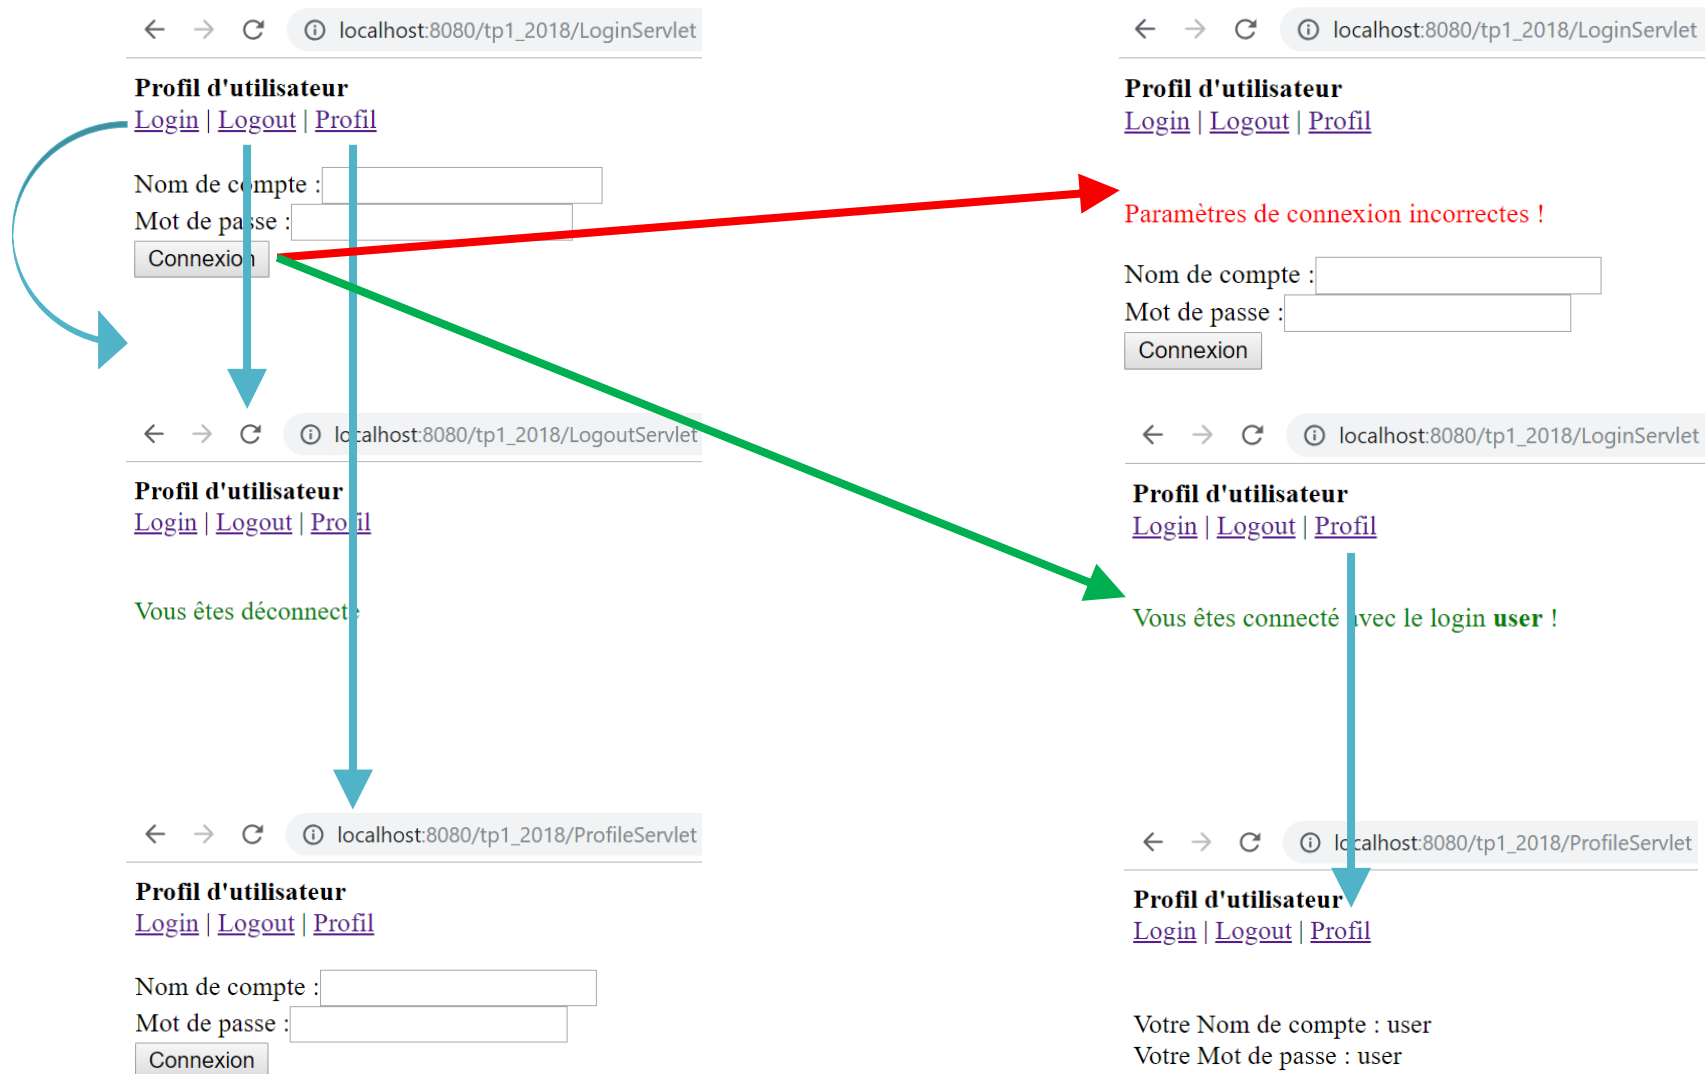 localhost:8080/tp1_2018/LoginServlet
Profil d'utilisateur
Login | Logout | Profil
Nom de compte :
Mot de passe :
Connexion
localhost:8080/tp1_2018/LogoutServlet
Profil d'utilisateur
Login | Logout | Profil
Vous êtes déconnecté
localhost:8080/tp1_2018/ProfileServlet
Profil d'utilisateur
Login | Logout | Profil
Nom de compte :
Mot de passe :
Connexion
localhost:8080/tp1_2018/LoginServlet
Profil d'utilisateur
Login | Logout | Profil
Paramètres de connexion incorrectes !
Nom de compte :
Mot de passe :
Connexion
localhost:8080/tp1_2018/LoginServlet
Profil d'utilisateur
Login | Logout | Profil
Vous êtes connecté avec le login user !
localhost:8080/tp1_2018/ProfileServlet
Profil d'utilisateur
Login | Logout | Profil
Votre Nom de compte : user
Votre Mot de passe : user